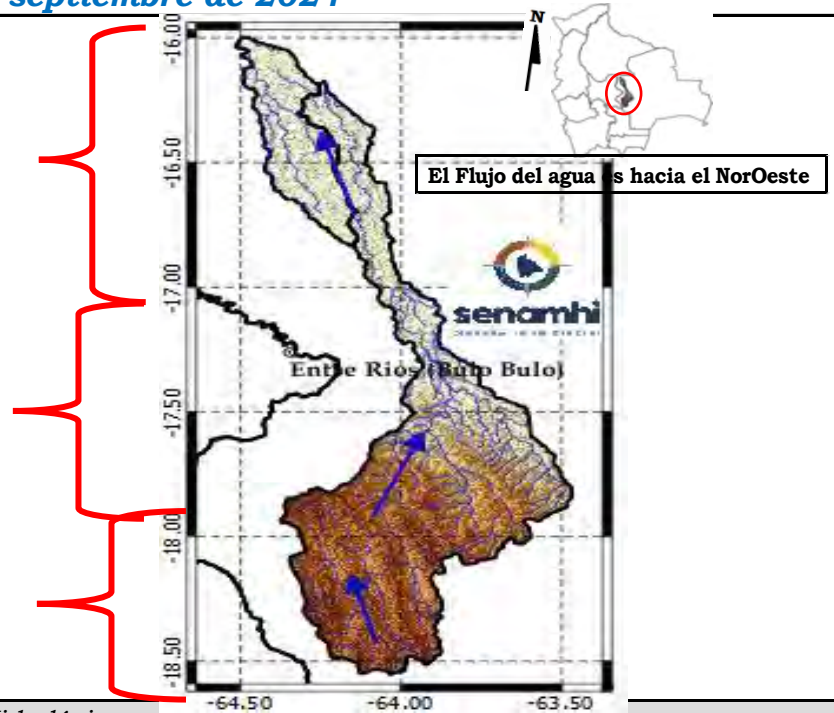 septiembre de 2024
N
El Flujo del agua es hacia el NorOeste
-16.00
-16.50
-17.00
-17.50
-18.00
-18.50
senamhi
Entre Rios (Bulo Bulo)
-64.50 -64.00 -63.50